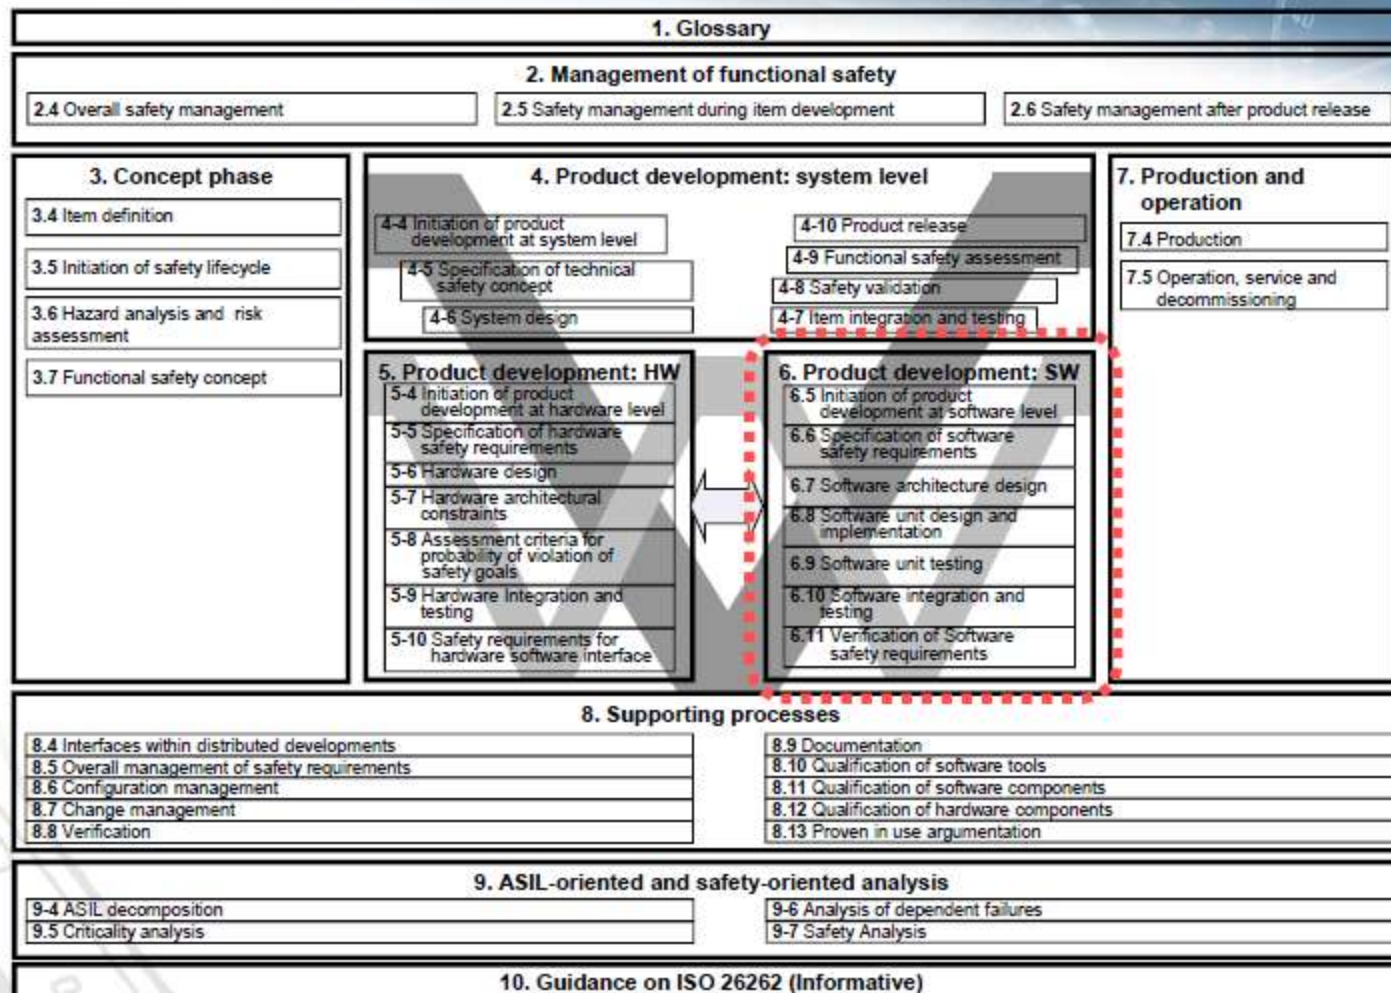 1. Glossary
2. Management of functional safety
2.4 Overall safety management
2.5 Safety management during item development
2.6 Safety management after product release
3. Concept phase
3.4 Item definition
3.5 Initiation of safety lifecycle
3.6 Hazard analysis and risk
assessment
3.7 Functional safety concept
4. Product development: system level
4-4 Initiation of product
development at system level
4-5 Specification of technical
safety concept
4-6 System design
4-10 Product release
4-9 Functional safety assessment
4-8 Safety validation
4-7 Item integration and testing
7. Production and
operation
7.4 Production
7.5 Operation, service and
decommissioning
5. Product development: HW
5-4 Initiation of product
development at hardware level
5-5 Specification of hardware
safety requirements
5-6 Hardware design
5-7 Hardware architectural
constraints
5-8 Assessment criteria for
probability of violation of
safety goals
5-9 Hardware Integration and
testing
5-10 Safety requirements for
hardware software interface
6. Product development: SW
6.5 Initiation of product
development at software level
6.6 Specification of software
safety requirements
6.7 Software architecture design
6.8 Software unit design and
implementation
6.9 Software unit testing
6.10 Software integration and
testing
6.11 Verification of Software
safety requirements
8. Supporting processes
8.4 Interfaces within distributed developments
8.5 Overall management of safety requirements
8.6 Configuration management
8.7 Change management
8.8 Verification
8.9 Documentation
8.10 Qualification of software tools
8.11 Qualification of software components
8.12 Qualification of hardware components
8.13 Proven in use argumentation
9. ASIL-oriented and safety-oriented analysis
9-4 ASIL decomposition
9.5 Criticality analysis
9-6 Analysis of dependent failures
9-7 Safety Analysis
10. Guidance on ISO 26262 (Informative)